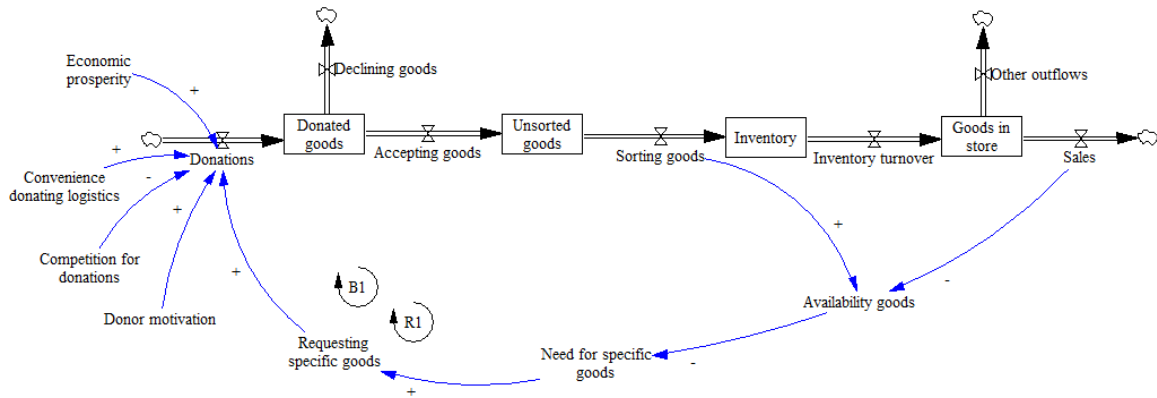 Economic
prosperity
+
Declining goods
Other outflows
Donated
goods
Unsorted
goods
Inventory
Goods in
store
Donations
Accepting goods
Sorting goods
Inventory turnover
Sales
+
Convenience
donating logistics
-
+
Competition for
donations
+
Donor motivation
+
-
B1
R1
Availability goods
Requesting
specific goods
Need for specific
goods
-
+